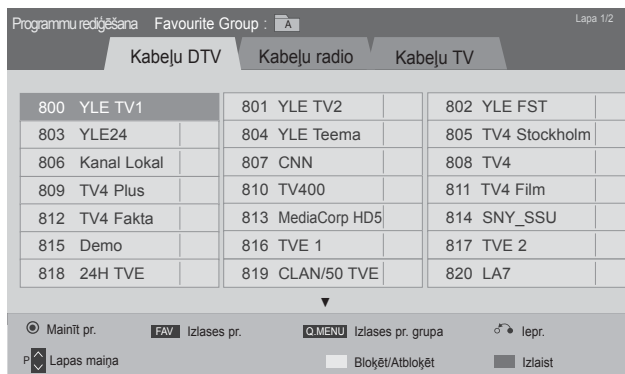 Programmu rediģēšana Favourite Group : A Lapa 1/2
Kabeļu DTV Kabeļu radio Kabeļu TV
800 YLE TV1 801 YLE TV2 802 YLE FST
803 YLE24 804 YLE Teema 805 TV4 Stockholm
806 Kanal Lokal 807 CNN 808 TV4
809 TV4 Plus 810 TV400 811 TV4 Film
812 TV4 Fakta 813 MediaCorp HD5 814 SNY_SSU
815 Demo 816 TVE 1 817 TVE 2
818 24H TVE 819 CLAN/50 TVE 820 LA7
Mainīt pr. FAV Izlases pr. Q.MENU Izlases pr. grupa Iepr.
P Lapas maiņa Bloķēt/Atbloķēt Izlaist